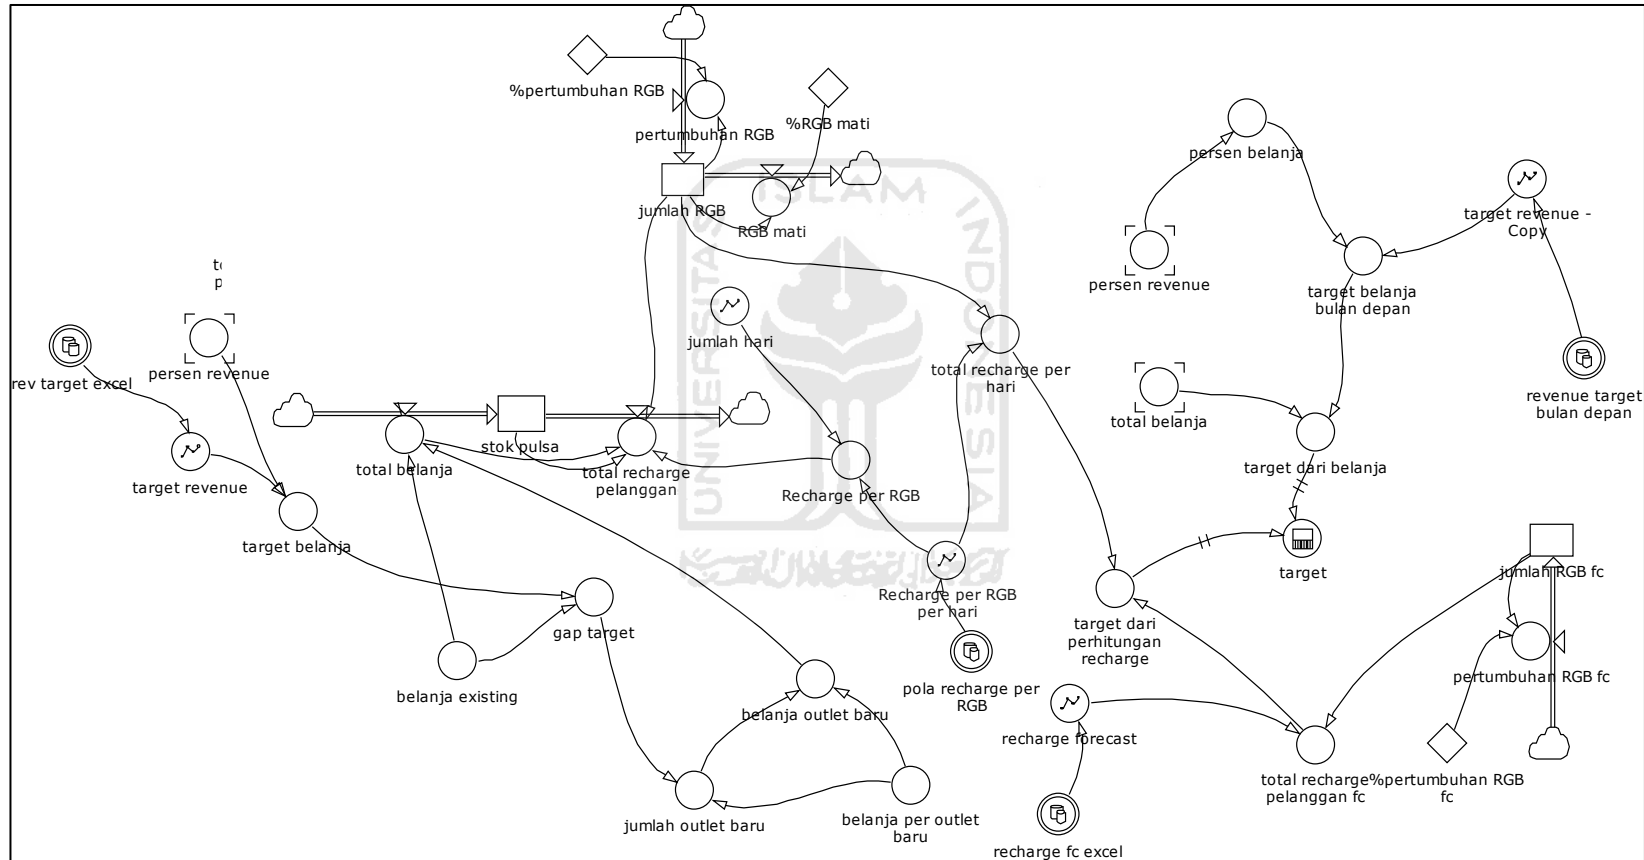 %pertumbuhan RGB
%RGB mati
pertumbuhan RGB
persen belanja
jumlah RGB
RGB mati
target revenue -
Copy
persen revenue
target belanja
bulan depan
jumlah hari
total recharge per
hari
rev target excel
persen revenue
revenue target
bulan depan
total belanja
stok pulsa
total belanja
total recharge
pelanggan
target dari belanja
target revenue
Recharge per RGB
target belanja
target
jumlah RGB fc
Recharge per RGB
per hari
target dari
perhitungan
recharge
gap target
pertumbuhan RGB fc
belanja existing
pola recharge per
RGB
belanja outlet baru
recharge forecast
total recharge
pelanggan fc
%pertumbuhan RGB
fc
jumlah outlet baru
belanja per outlet
baru
recharge fc excel
UNIVERSITAS
ISLAM
INDONESIA